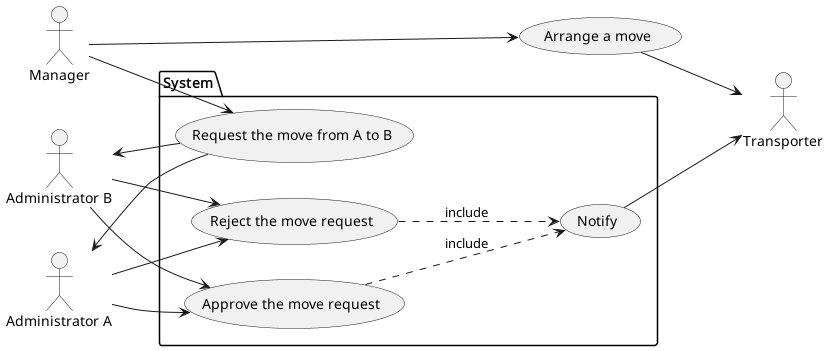 Arrange a move
Manager
System
Request the move from A to B
Transporter
Administrator B
include
Reject the move request
Notify
include
Approve the move request
Administrator A